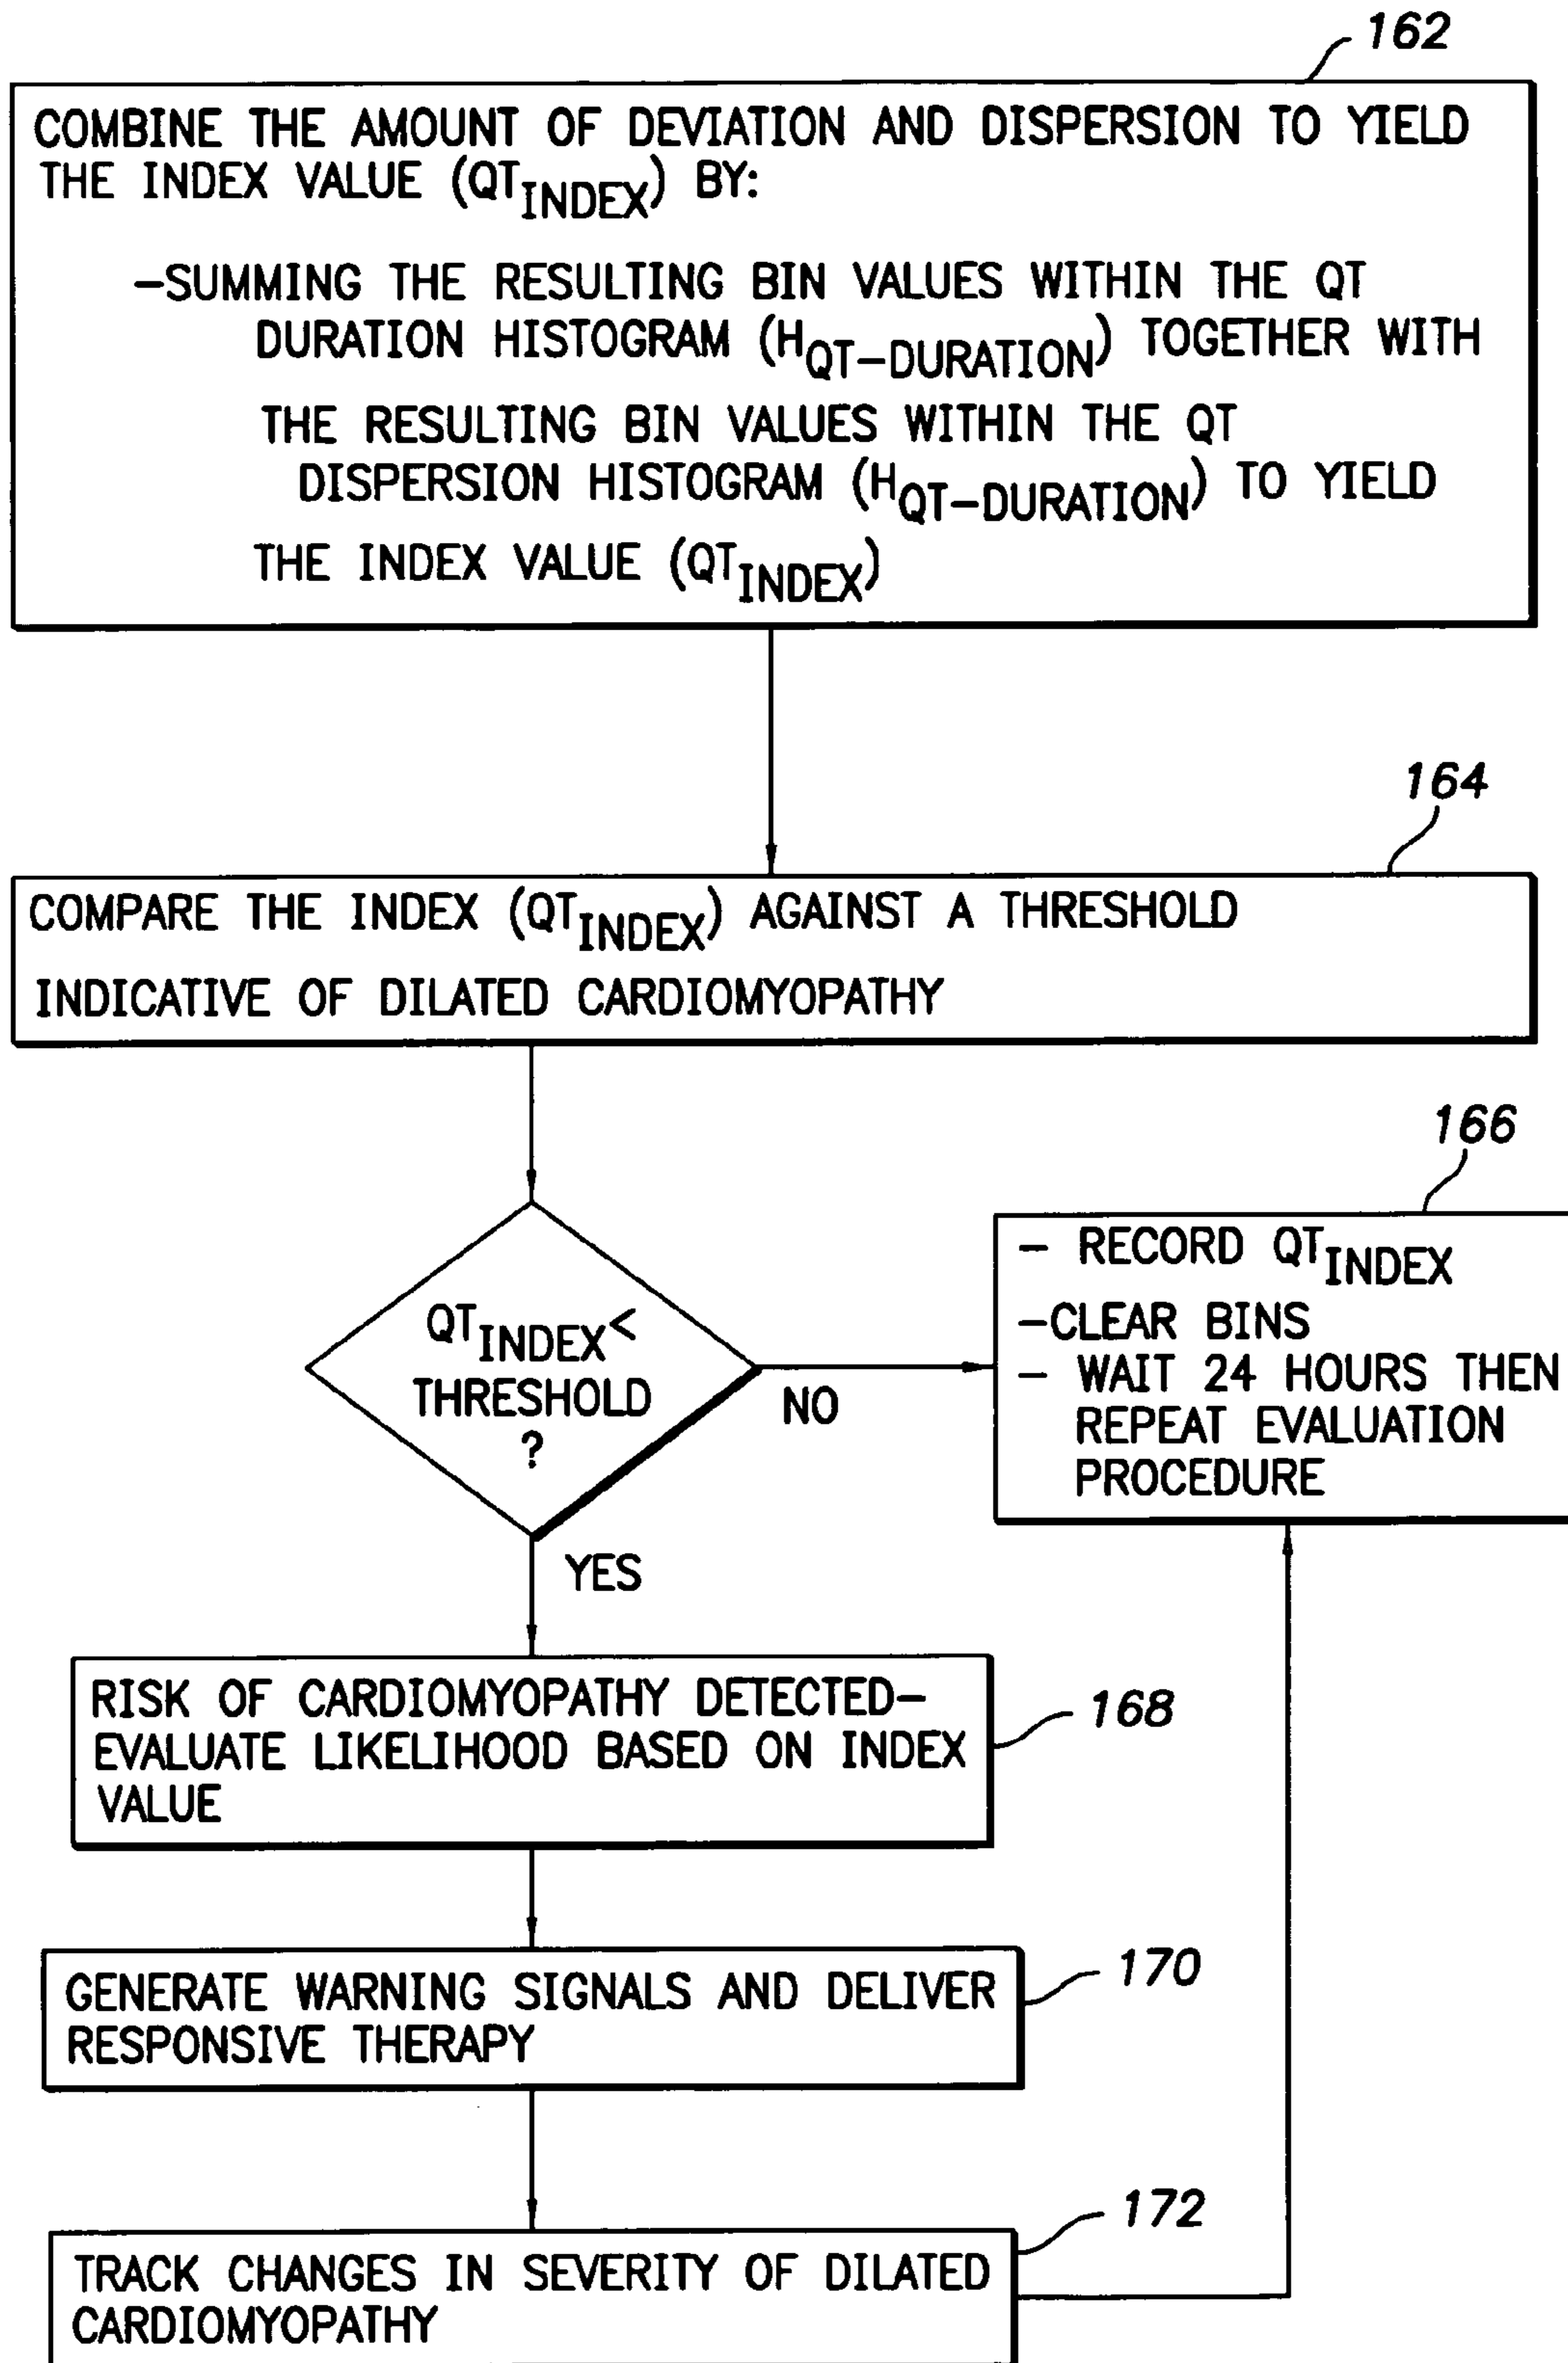 162
COMBINE THE AMOUNT OF DEVIATION AND DISPERSION TO YIELD
THE INDEX VALUE (QTINDEX) BY:
-SUMMING THE RESULTING BIN VALUES WITHIN THE QT
DURATION HISTOGRAM (HQT-DURATION) TOGETHER WITH
THE RESULTING BIN VALUES WITHIN THE QT
DISPERSION HISTOGRAM (HQT-DURATION) TO YIELD
THE INDEX VALUE (QTINDEX)
164
COMPARE THE INDEX (QTINDEX) AGAINST A THRESHOLD
INDICATIVE OF DILATED CARDIOMYOPATHY
166
- RECORD QTINDEX
-CLEAR BINS
- WAIT 24 HOURS THEN
REPEAT EVALUATION
PROCEDURE
QTINDEX<
THRESHOLD
?
NO
YES
RISK OF CARDIOMYOPATHY DETECTED-
EVALUATE LIKELIHOOD BASED ON INDEX
VALUE
168
GENERATE WARNING SIGNALS AND DELIVER
RESPONSIVE THERAPY
170
172
TRACK CHANGES IN SEVERITY OF DILATED
CARDIOMYOPATHY